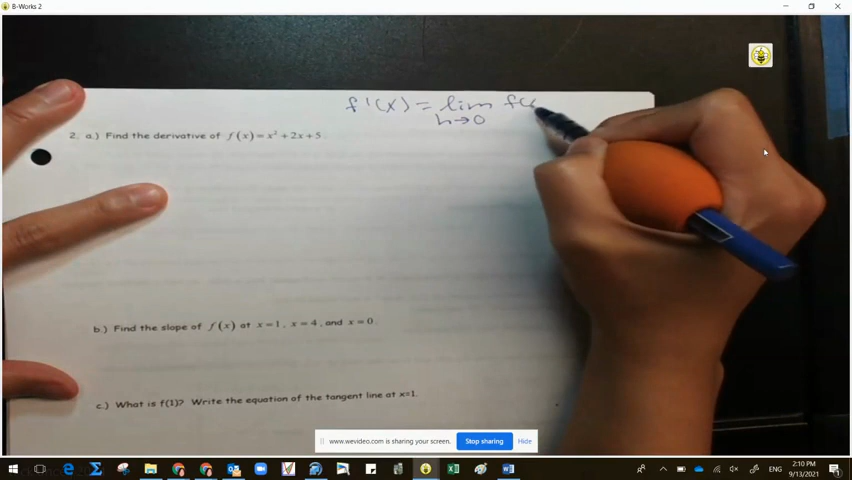 B-Works 2
f'(x) = lim f(
h→0
2. a.) Find the derivative of f(x)=x²+2x+5.
b.) Find the slope of f(x) at x=1, x=4, and x=0.
c.) What is f(1)? Write the equation of the tangent line at x=1.
www.wevideo.com is sharing your screen. Stop sharing Hide
2:10 PM
9/13/2021